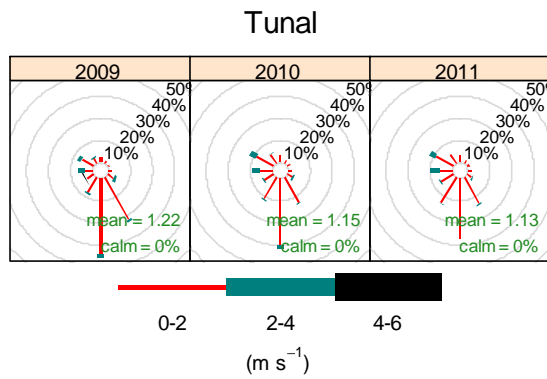 Tunal
2009 2010 2011
50% 50% 50%
40% 40% 40%
30% 30% 30%
20% 20% 20%
10% 10% 10%
mean = 1.22 mean = 1.15 mean = 1.13
calm = 0% calm = 0% calm = 0%
0-2 2-4 4-6
(m s⁻¹)